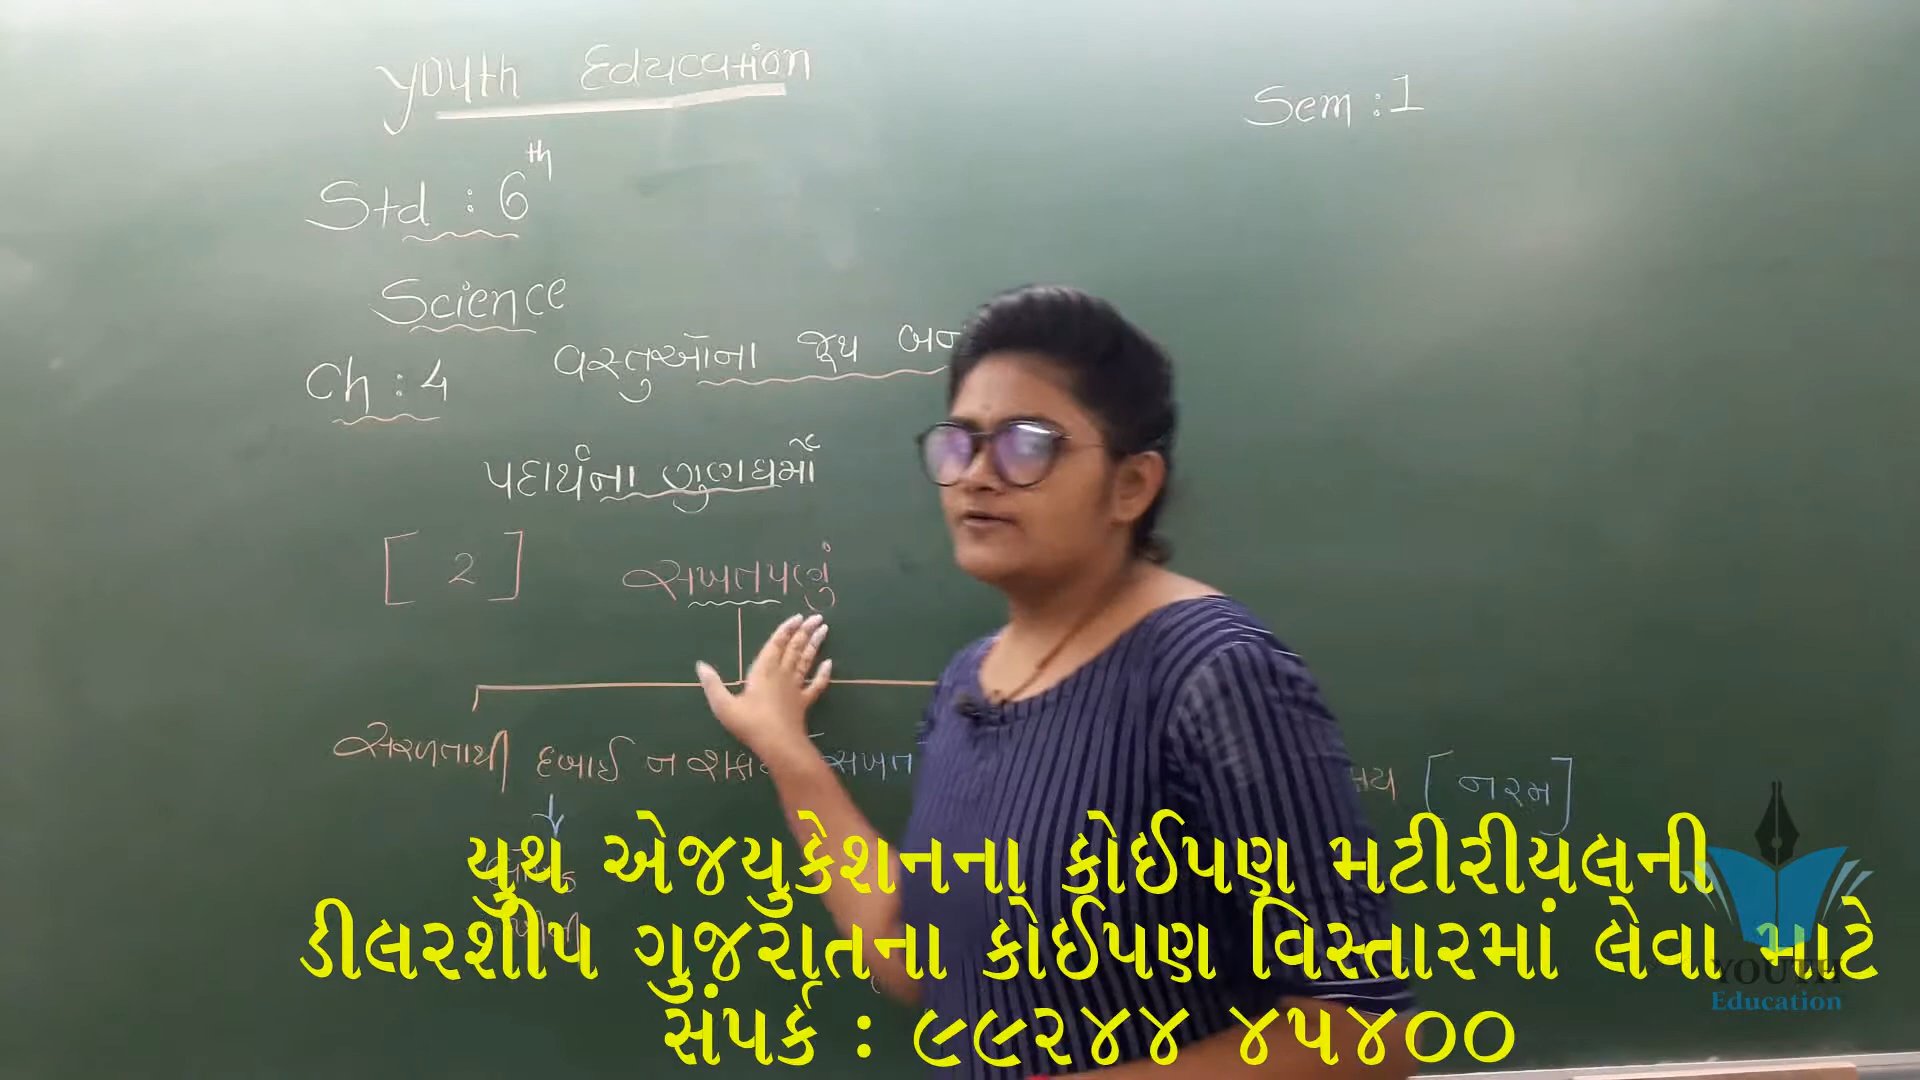 Youth Education
Sem : 1
Std : 6th
Science
Ch : 4 વસ્તુઓના જૂથ
પદાર્થના ગુણધર્મો
[ 2 ] સખતપણું
સરળતાથી દબાઈ ન સખત [ નરમ ]
યુથ એજયુકેશનના કોઈપણ મટીરીયલની
ડીલરશીપ ગુજરાતના કોઈપણ વિસ્તારમાં લેવા માટે
સંપર્ક : ૯૯૨૪૪ ૪૫૪૦૦
YOUTH
Education